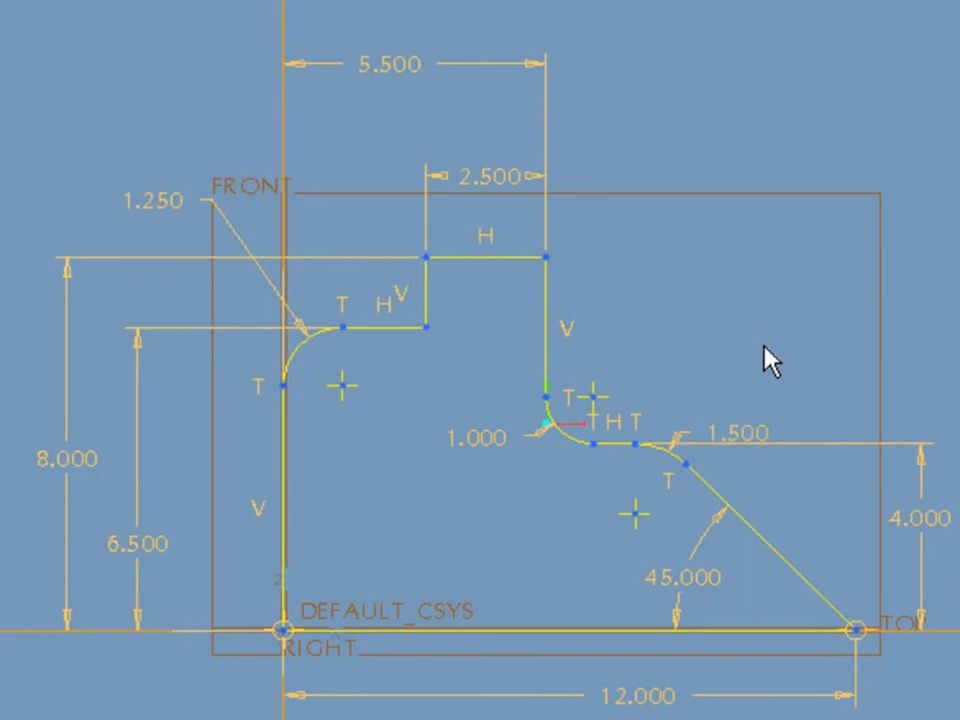 5.500
2.500
FRONT
1.250
H
T
H
V
V
T
T
T
H
T
1.000
1.500
8.000
T
V
4.000
6.500
45.000
DEFAULT_CSYS
TOP
RIGHT
12.000